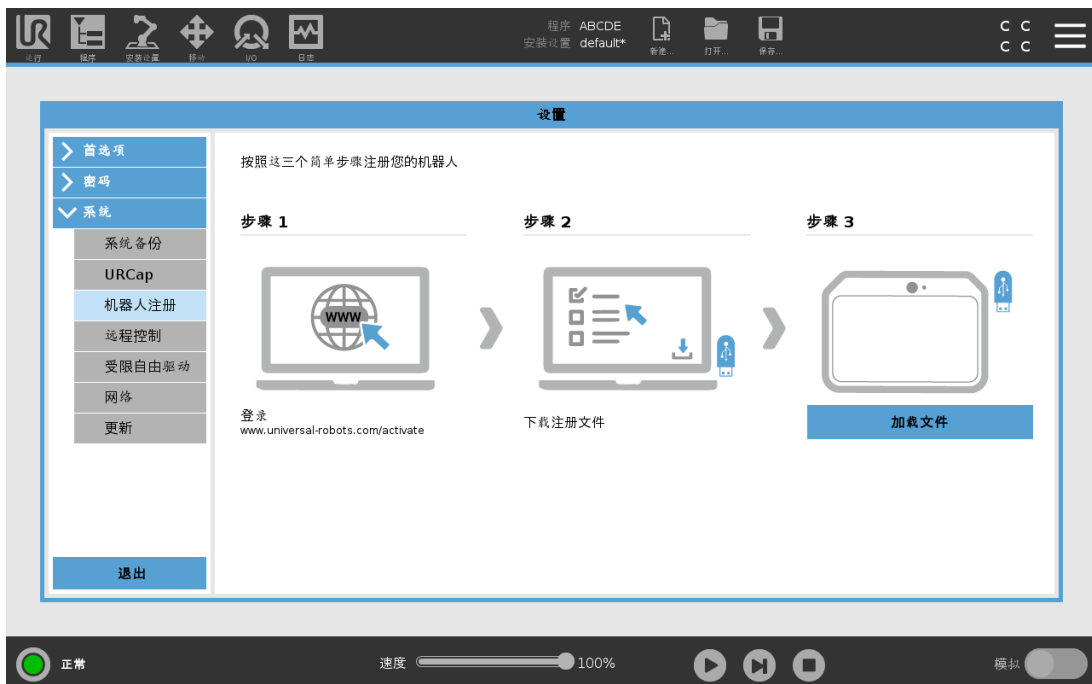 程序 ABCDE
安装设置 default*
C C
C C
运行
程序
安装设置
移动
I/O
日志
新建...
打开...
保存...
设置
首选项
密码
系统
系统备份
URCap
机器人注册
远程控制
受限自由驱动
网络
更新
退出
按照这三个简单步骤注册您的机器人
步骤 1
WWW
登录
www.universal-robots.com/activate
步骤 2
下载注册文件
步骤 3
加载文件
正常
速度
100%
模拟